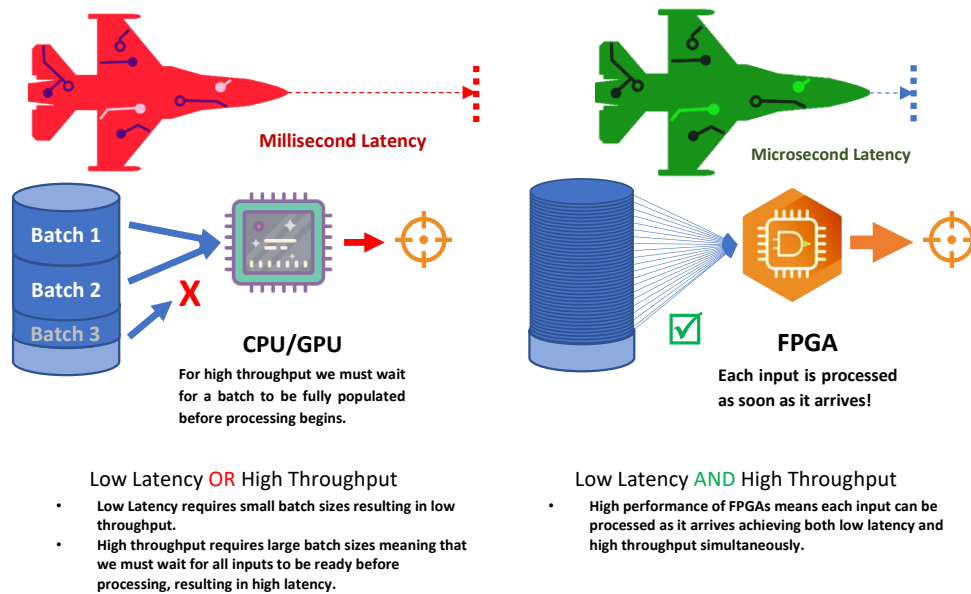 Millisecond Latency
Batch 1
Batch 2
Batch 3
X
CPU/GPU
For high throughput we must wait
for a batch to be fully populated
before processing begins.
Low Latency OR High Throughput
• Low Latency requires small batch sizes resulting in low
throughput.
• High throughput requires large batch sizes meaning that
we must wait for all inputs to be ready before
processing, resulting in high latency.
Microsecond Latency
FPGA
Each input is processed
as soon as it arrives!
Low Latency AND High Throughput
• High performance of FPGAs means each input can be
processed as it arrives achieving both low latency and
high throughput simultaneously.